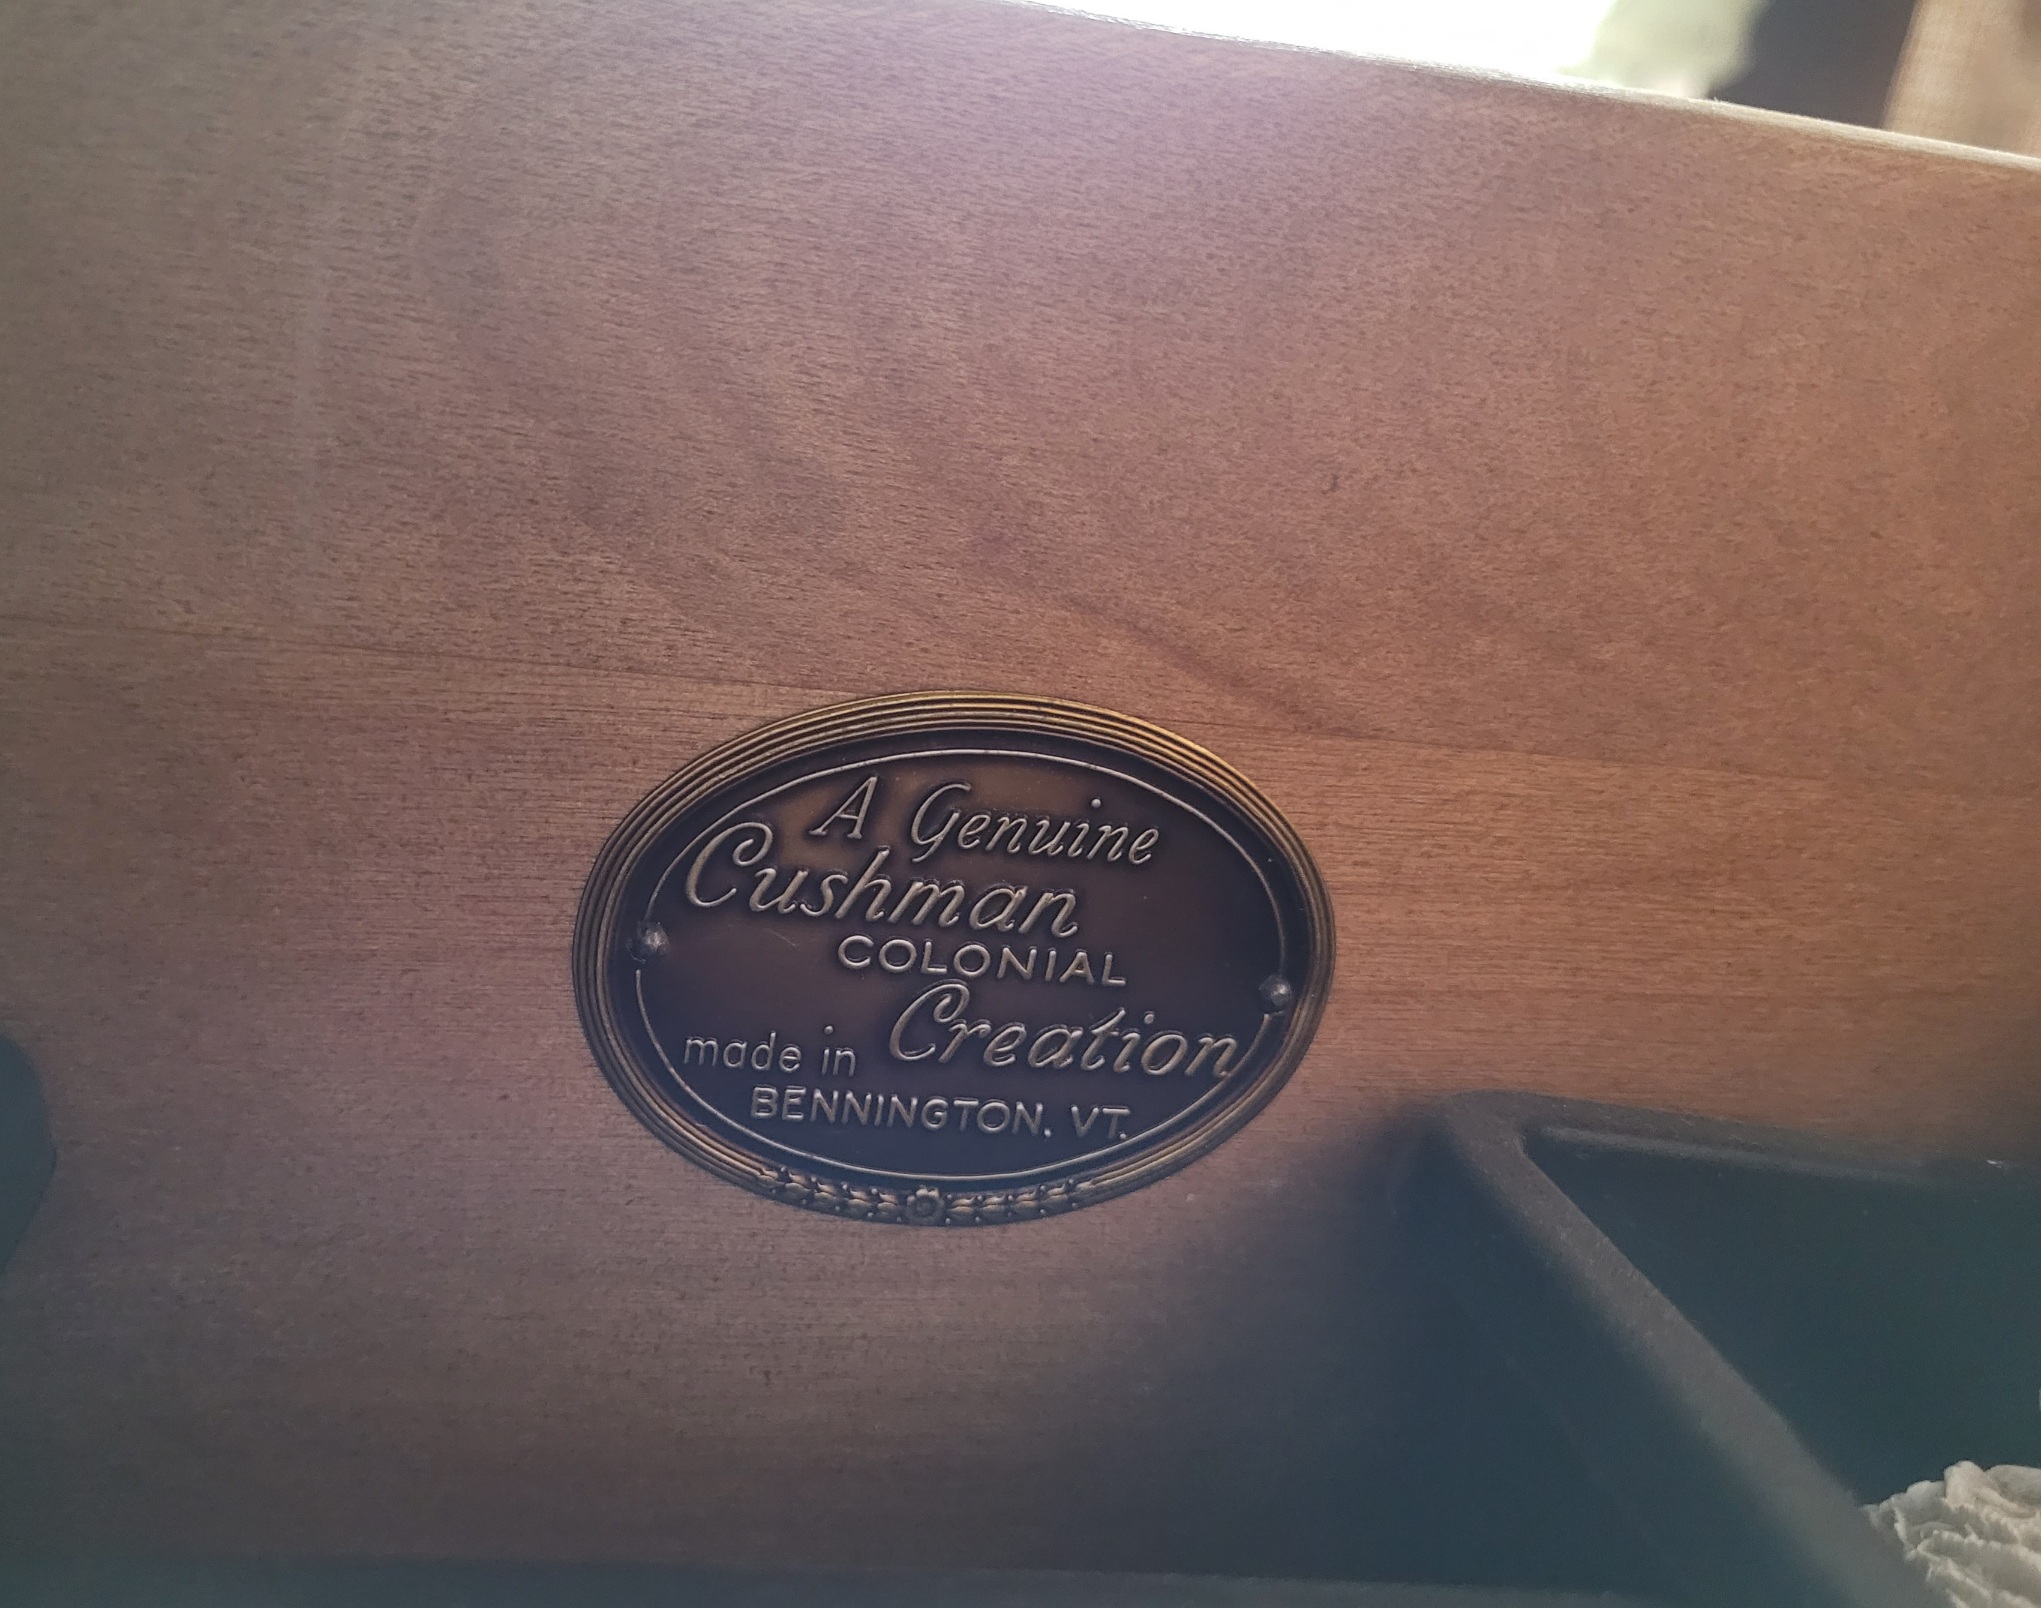 A Genuine
Cushman
COLONIAL
Creation
made in
BENNINGTON, VT.